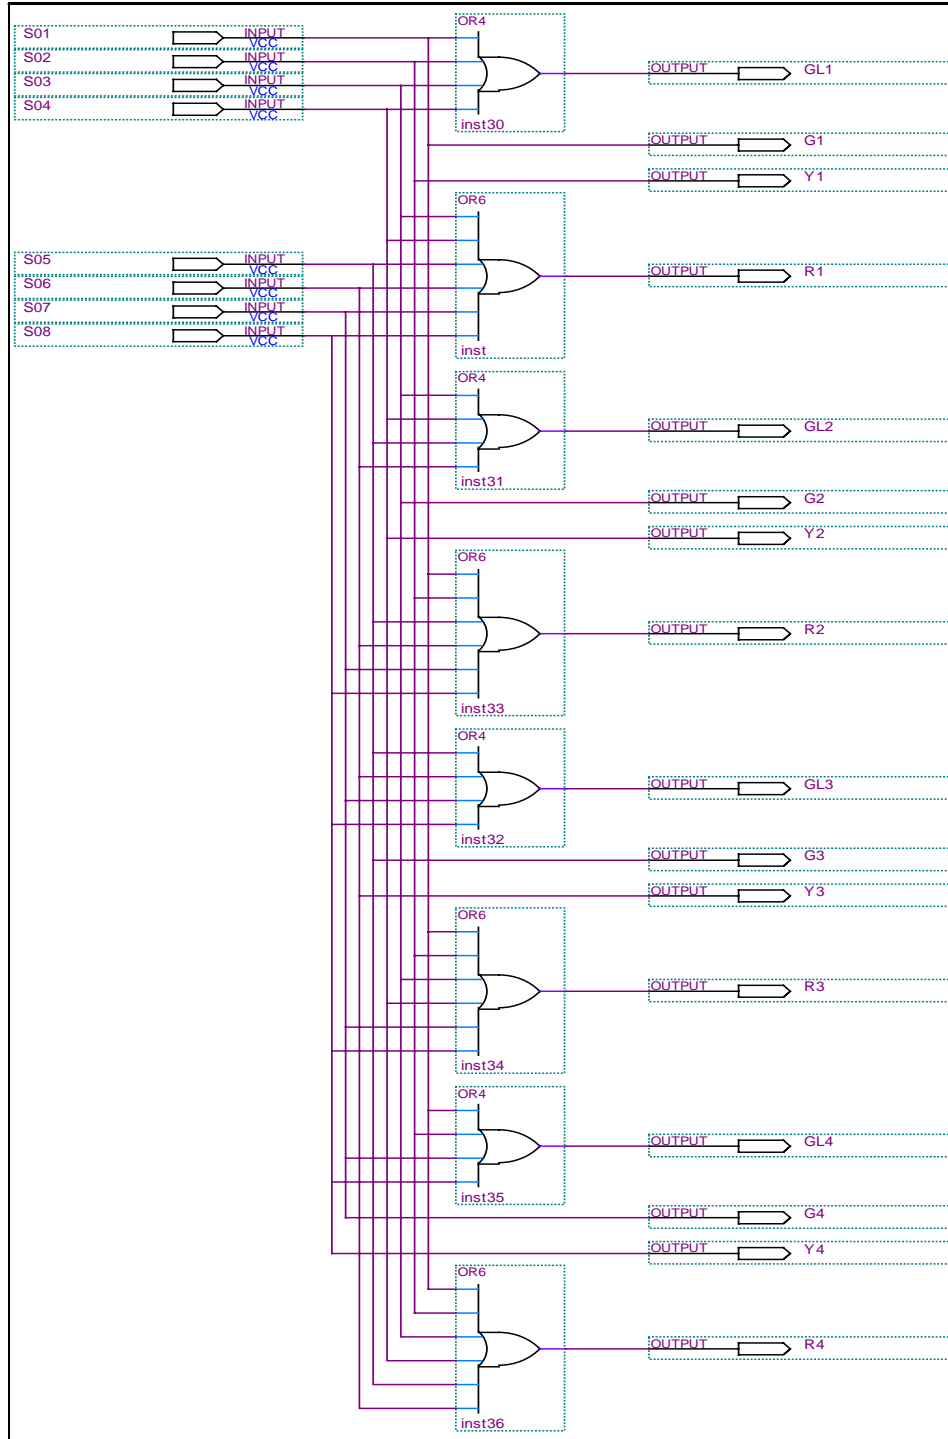 OR4
S01 INPUT
VCC
S02 INPUT
VCC
S03 INPUT
VCC
S04 INPUT
VCC
inst30
OUTPUT GL1
OUTPUT G1
OUTPUT Y1
OR6
S05 INPUT
VCC
S06 INPUT
VCC
S07 INPUT
VCC
S08 INPUT
VCC
inst
OUTPUT R1
OR4
inst31
OUTPUT GL2
OUTPUT G2
OUTPUT Y2
OR6
inst33
OUTPUT R2
OR4
inst32
OUTPUT GL3
OUTPUT G3
OUTPUT Y3
OR6
inst34
OUTPUT R3
OR4
inst35
OUTPUT GL4
OUTPUT G4
OUTPUT Y4
OR6
inst36
OUTPUT R4